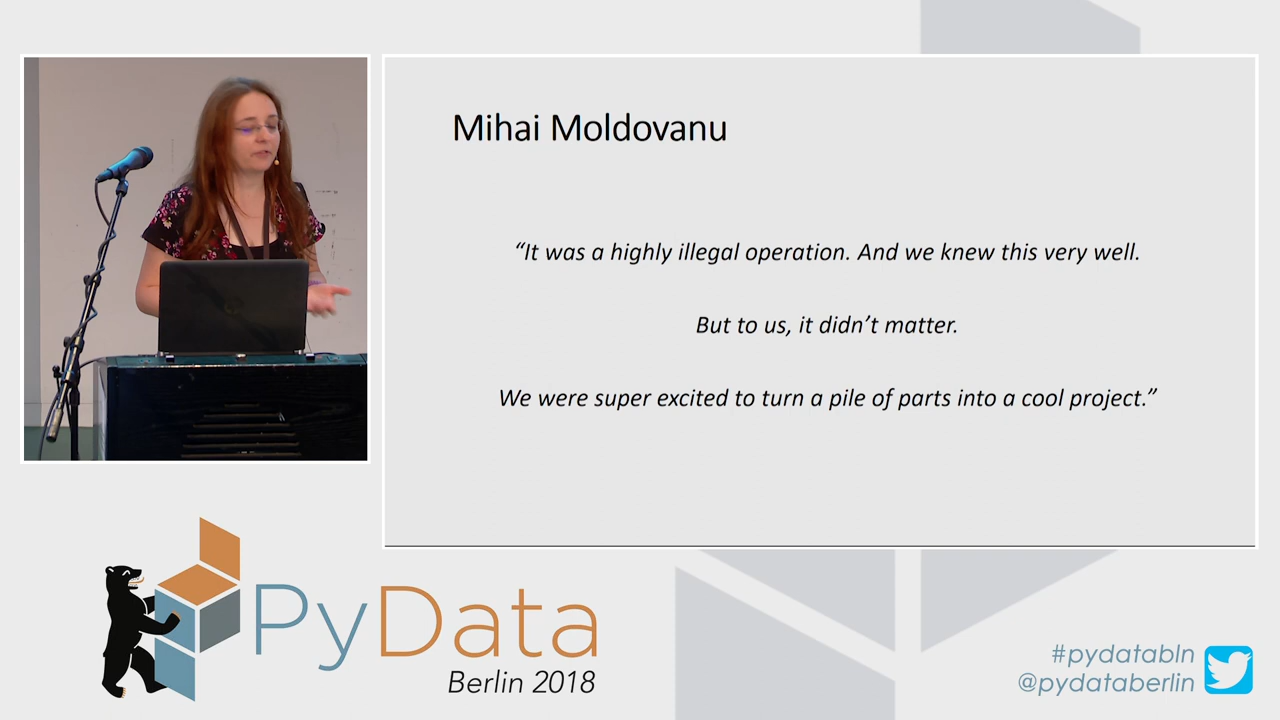 Mihai Moldovanu
“It was a highly illegal operation. And we knew this very well.
But to us, it didn’t matter.
We were super excited to turn a pile of parts into a cool project.”
PyData
Berlin 2018
#pydatabln
@pydataberlin